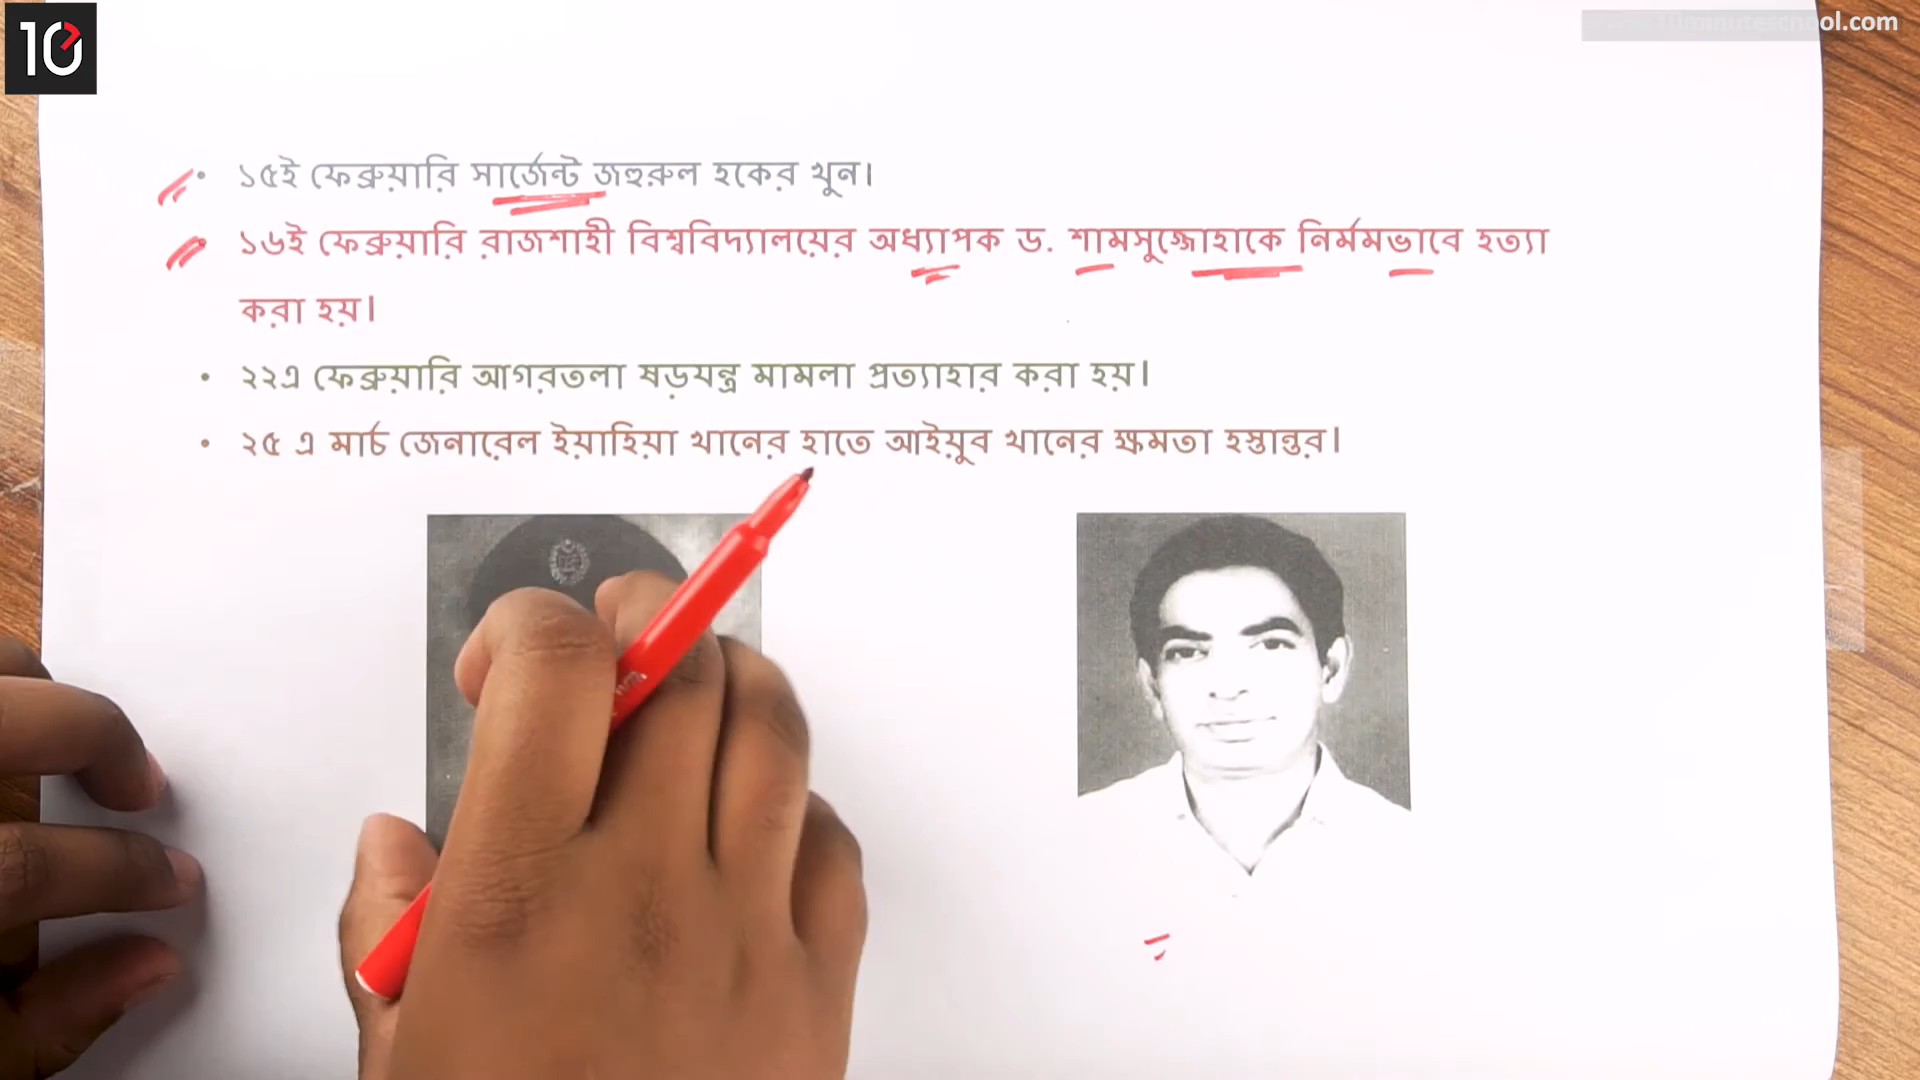 10
school.com
১৫ই ফেব্রুয়ারি সার্জেন্ট জহুরুল হকের খুন।
১৬ই ফেব্রুয়ারি রাজশাহী বিশ্ববিদ্যালয়ের অধ্যাপক ড. শামসুজ্জোহাকে নির্মমভাবে হত্যা
করা হয়।
২২এ ফেব্রুয়ারি আগরতলা ষড়যন্ত্র মামলা প্রত্যাহার করা হয়।
২৫ এ মার্চ জেনারেল ইয়াহিয়া খানের হাতে আইয়ুব খানের ক্ষমতা হস্তান্তর।